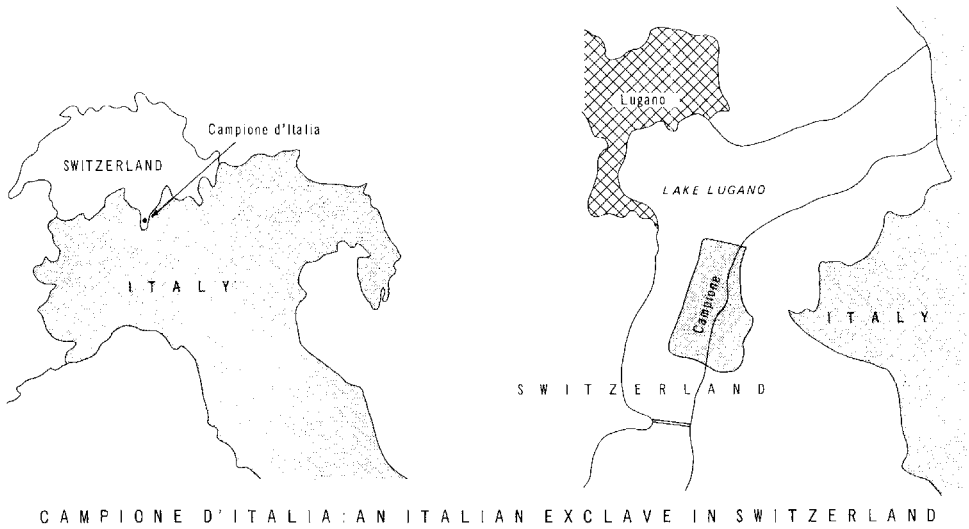 Campione d'Italia
SWITZERLAND
ITALY
Lugano
LAKE LUGANO
Campione
ITALY
SWITZERLAND
CAMPIONE D'ITALIA: AN ITALIAN EXCLAVE IN SWITZERLAND